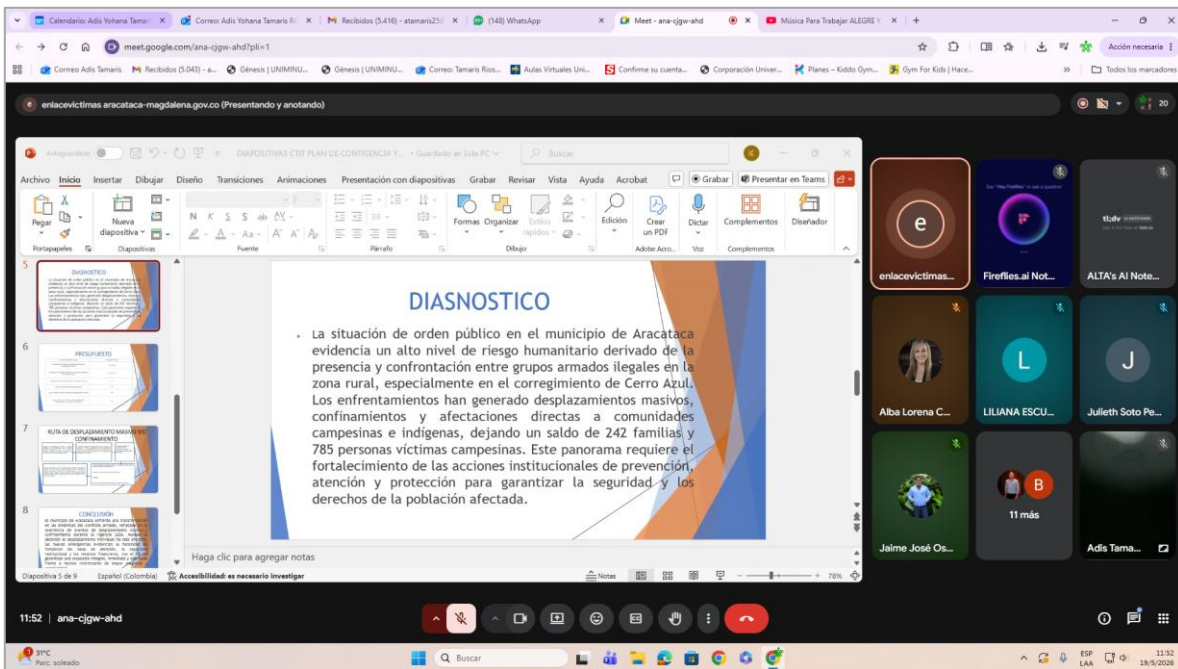 Calendario: Adis Yohana Tamari
Correo: Adis Yohana Tamaris Ri
Recibidos (5.416) - atamaris25
(148) WhatsApp
Meet - ana-cjgw-ahd
Música Para Trabajar ALEGRE Y
meet.google.com/ana-cjgw-ahd?pli=1
Acción necesaria
Correo Adis Tamaris
Recibidos (5.043) - a...
Génesis | UNIMINU...
Génesis | UNIMINU...
Correo: Tamaris Rios...
Aulas Virtuales Uni...
Confirme su cuenta...
Corporación Univer...
Planes – Kiddo Gym...
Gym For Kids | Hace...
Todos los marcadores
e enlacevictimas aracataca-magdalena.gov.co (Presentando y anotando)
20
Autoguardado
DIAPOSITIVAS CTJT PLAN DE CONTIGENCIA Y... • Guardado en Este PC
Buscar
Archivo Inicio Insertar Dibujar Diseño Transiciones Animaciones Presentación con diapositivas Grabar Revisar Vista Ayuda Acrobat
Grabar
Presentar en Teams
Pegar
Nueva
diapositiva
N K S S ab AV
Aa A A
Formas Organizar Estilos
rápidos
Edición
Crear
un PDF
Dictar
Complementos
Diseñador
Portapapeles Diapositivas Fuente Párrafo Dibujo Adobe Acro... Voz Complementos
5
DIASNOSTICO
6
PRESUPUESTO
7
RUTA DE DESPLAZAMIENTO MASIVO Y/O
CONFINAMIENTO
8
CONCLUSIÓN
DIASNOSTICO
La situación de orden público en el municipio de Aracataca
evidencia un alto nivel de riesgo humanitario derivado de la
presencia y confrontación entre grupos armados ilegales en la
zona rural, especialmente en el corregimiento de Cerro Azul.
Los enfrentamientos han generado desplazamientos masivos,
confinamientos y afectaciones directas a comunidades
campesinas e indígenas, dejando un saldo de 242 familias y
785 personas víctimas campesinas. Este panorama requiere el
fortalecimiento de las acciones institucionales de prevención,
atención y protección para garantizar la seguridad y los
derechos de la población afectada.
Haga clic para agregar notas
Diapositiva 5 de 9
Español (Colombia)
Accesibilidad: es necesario investigar
Notas
78%
e
enlacevictimas...
Fireflies.ai Not...
tl;dv
ALTA's AI Note...
Alba Lorena C...
L
LILIANA ESCU...
J
Julieth Soto Pe...
Jaime José Os...
B
11 más
Adis Tama...
11:52 | ana-cjgw-ahd
31°C
Parc. soleado
Buscar
ESP
LAA
11:52
19/5/2026